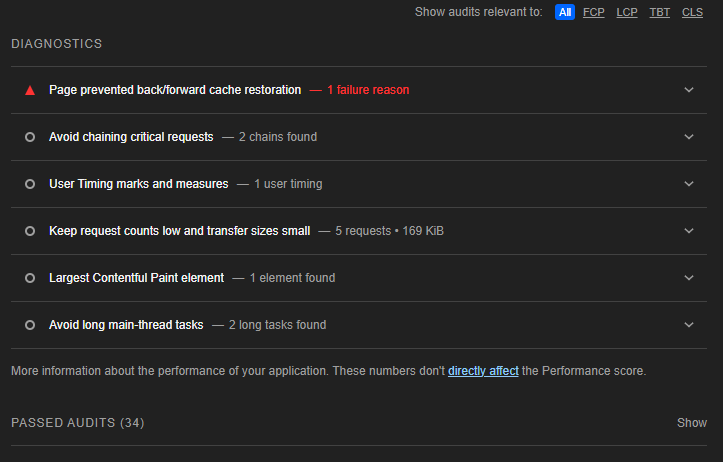 Show audits relevant to: All FCP LCP TBT CLS
DIAGNOSTICS
Page prevented back/forward cache restoration — 1 failure reason
Avoid chaining critical requests — 2 chains found
User Timing marks and measures — 1 user timing
Keep request counts low and transfer sizes small — 5 requests • 169 KiB
Largest Contentful Paint element — 1 element found
Avoid long main-thread tasks — 2 long tasks found
More information about the performance of your application. These numbers don't directly affect the Performance score.
PASSED AUDITS (34) Show